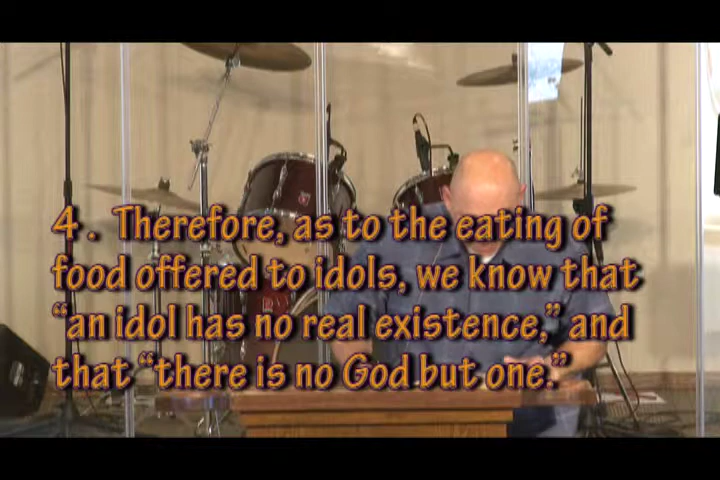 4 . Therefore, as to the eating of
food offered to idols, we know that
“an idol has no real existence,” and
that “there is no God but one.”